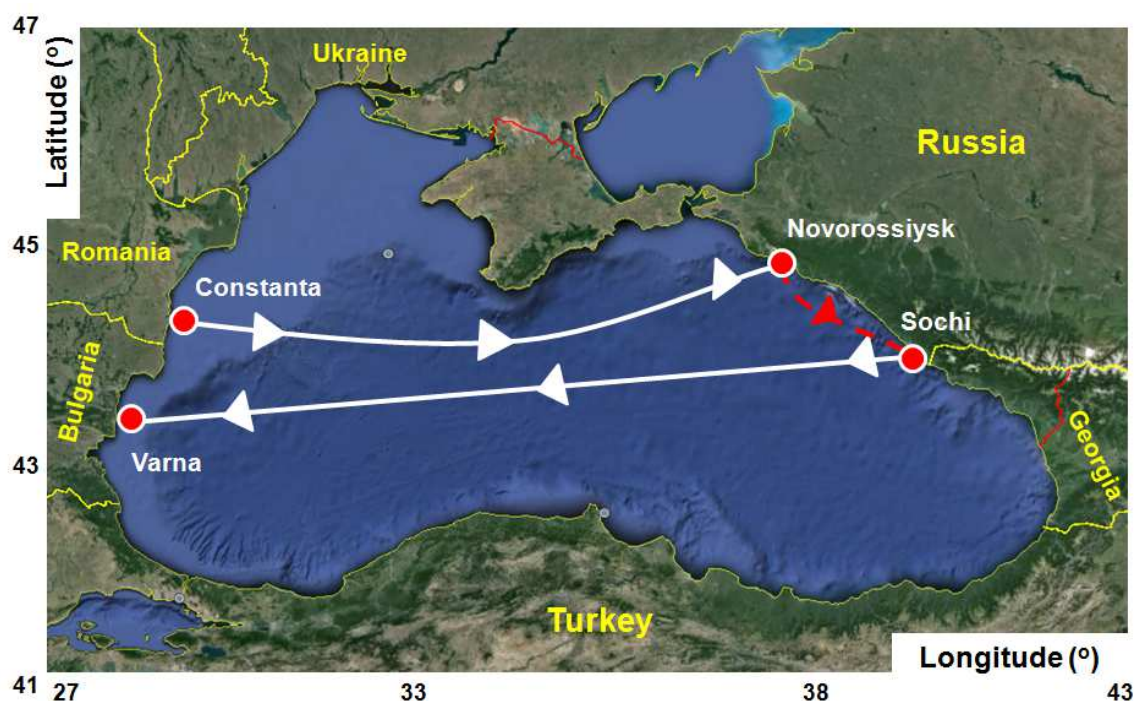 47
Latitude (º)
Ukraine
Russia
45
Romania
Novorossiysk
Constanta
Sochi
Bulgaria
Georgia
43
Varna
Turkey
Longitude (º)
41
27
33
38
43